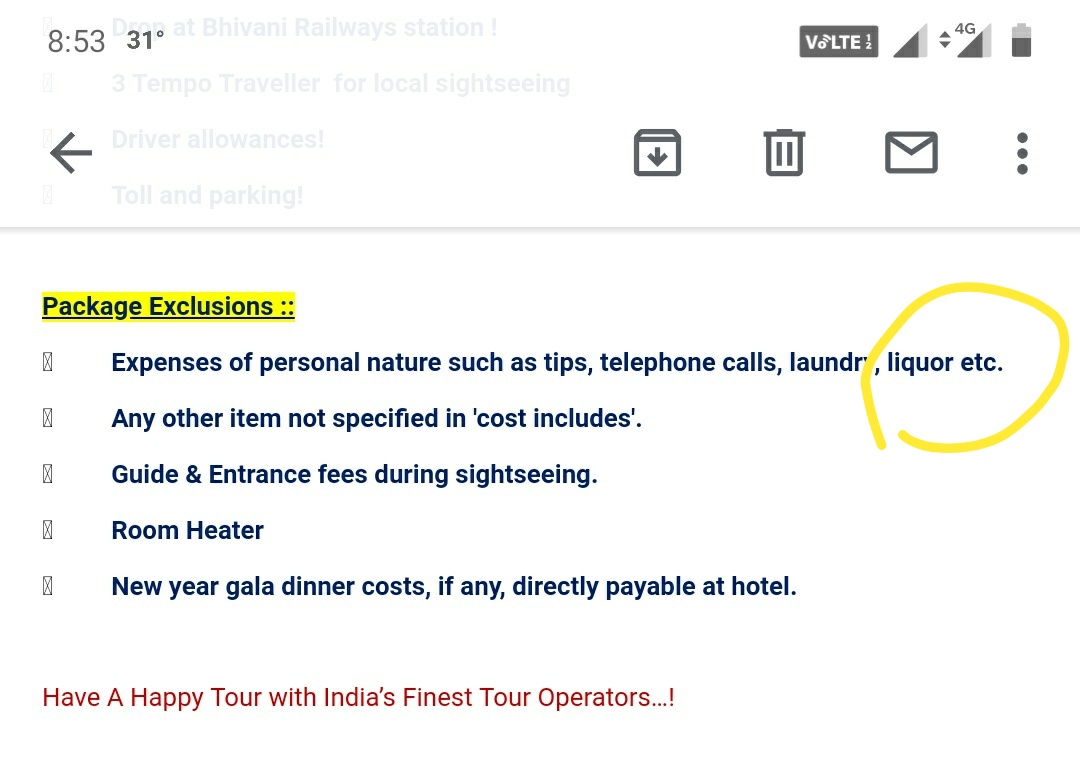 Drop at Bhivani Railways station !
8:53 31°
VoLTE 1 2
4G
3 Tempo Traveller  for local sightseeing
Driver allowances!
Toll and parking!
Package Exclusions ::
Expenses of personal nature such as tips, telephone calls, laundry, liquor etc.
Any other item not specified in 'cost includes'.
Guide & Entrance fees during sightseeing.
Room Heater
New year gala dinner costs, if any, directly payable at hotel.
Have A Happy Tour with India’s Finest Tour Operators…!